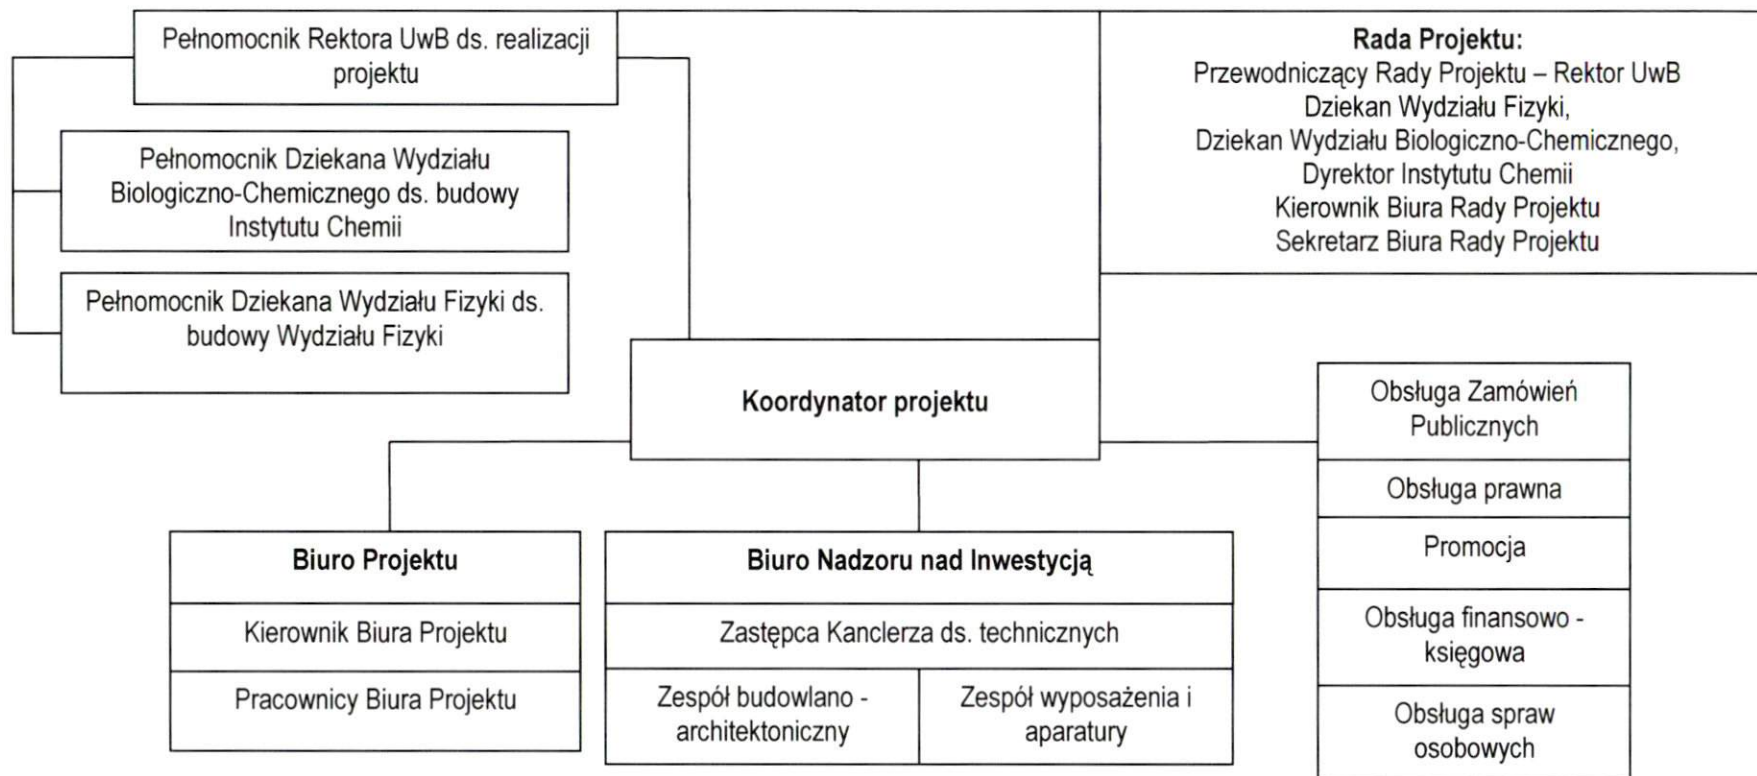 Pełnomocnik Rektora UwB ds. realizacji
projektu
Rada Projektu:
Przewodniczący Rady Projektu – Rektor UwB
Dziekan Wydziału Fizyki,
Dziekan Wydziału Biologiczno-Chemicznego,
Dyrektor Instytutu Chemii
Kierownik Biura Rady Projektu
Sekretarz Biura Rady Projektu
Pełnomocnik Dziekana Wydziału
Biologiczno-Chemicznego ds. budowy
Instytutu Chemii
Pełnomocnik Dziekana Wydziału Fizyki ds.
budowy Wydziału Fizyki
Koordynator projektu
Obsługa Zamówień
Publicznych
Obsługa prawna
Promocja
Obsługa finansowo -
księgowa
Obsługa spraw
osobowych
Biuro Projektu
Kierownik Biura Projektu
Pracownicy Biura Projektu
Biuro Nadzoru nad Inwestycją
Zastępca Kanclerza ds. technicznych
Zespół budowlano -
architektoniczny
Zespół wyposażenia i
aparatury